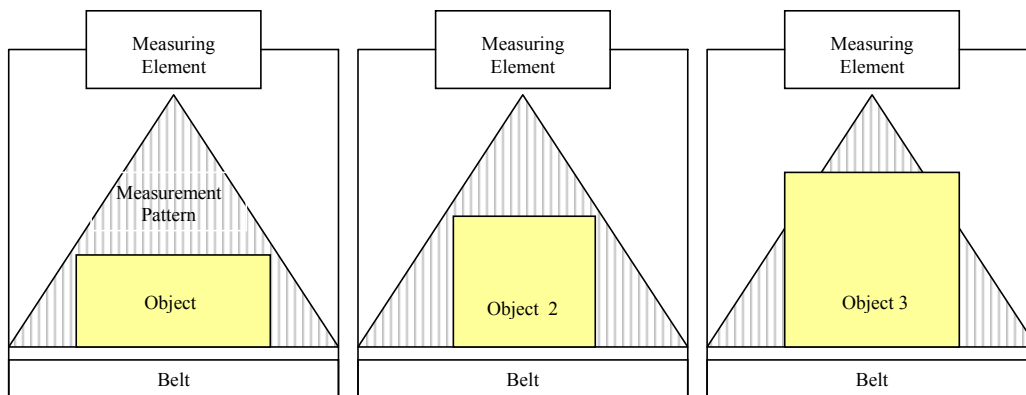 Measuring
Element
Measurement
Pattern
Object
Belt
Measuring
Element
Object 2
Belt
Measuring
Element
Object 3
Belt